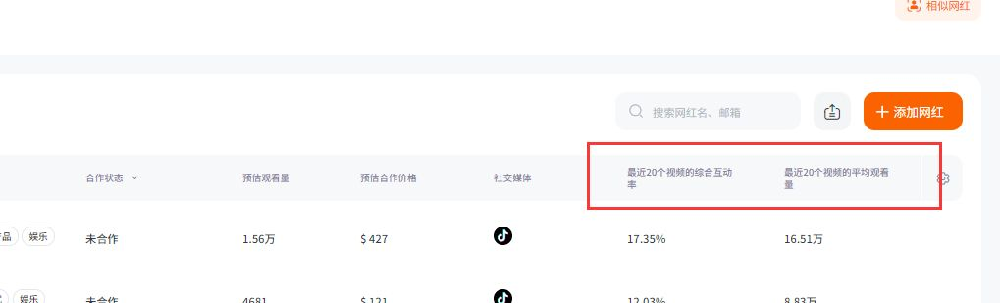 相似网红
搜索网红名、邮箱
添加网红
合作状态
预估观看量
预估合作价格
社交媒体
最近20个视频的综合互动
率
最近20个视频的平均观看
量
产品
娱乐
未合作
1.56万
$ 427
17.35%
16.51万
娱乐
未合作
4681
$ 121
12.03%
8.83万